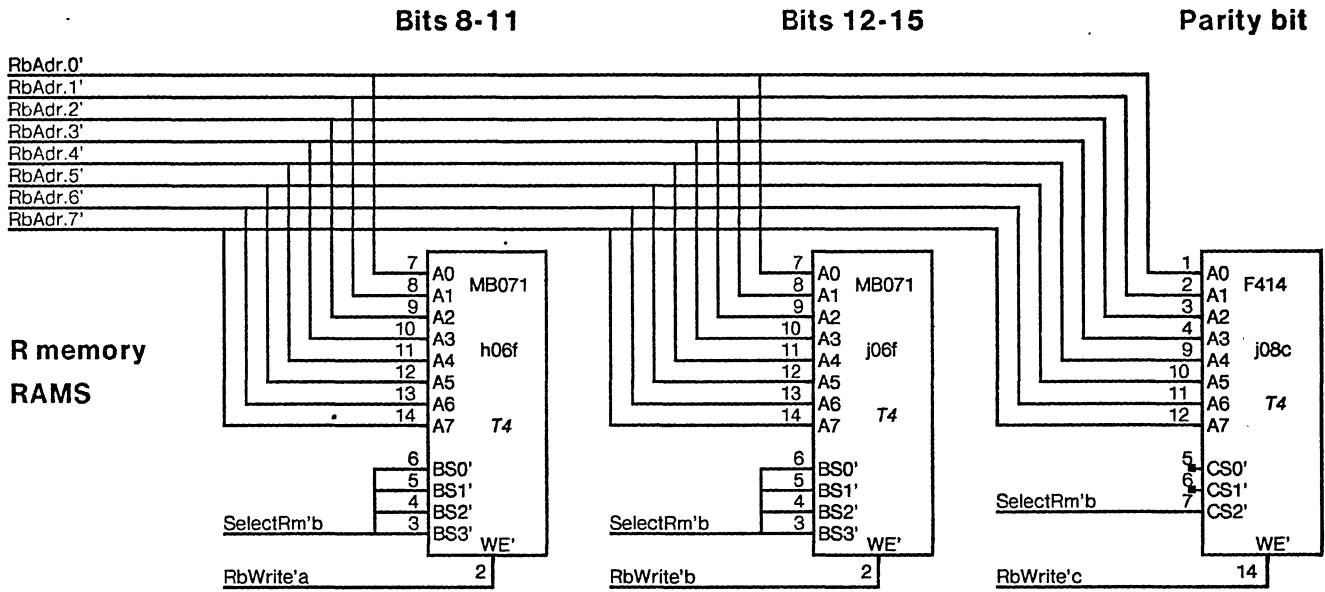 Bits 8-11
Bits 12-15
Parity bit
RbAdr.0'
RbAdr.1'
RbAdr.2'
RbAdr.3'
RbAdr.4'
RbAdr.5'
RbAdr.6'
RbAdr.7'
R memory
RAMS
7 A0 MB071
8 A1
9 A2
10 A3 h06f
11 A4
12 A5
13 A6
14 A7 T4
6 BS0'
5 BS1'
4 BS2'
SelectRm'b 3 BS3'
WE'
RbWrite'a 2
7 A0 MB071
8 A1
9 A2
10 A3 j06f
11 A4
12 A5
13 A6
14 A7 T4
6 BS0'
5 BS1'
4 BS2'
SelectRm'b 3 BS3'
WE'
RbWrite'b 2
1 A0 F414
2 A1
3 A2
4 A3 j08c
9 A4
10 A5
11 A6 T4
12 A7
5 CS0'
6 CS1'
SelectRm'b 7 CS2'
WE'
RbWrite'c 14